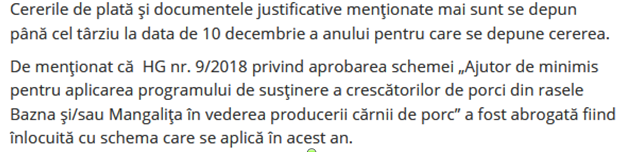 Cererile de plată şi documentele justificative menţionate mai sunt se depun
până cel târziu la data de 10 decembrie a anului pentru care se depune cererea.
De menţionat că  HG nr. 9/2018 privind aprobarea schemei „Ajutor de minimis
pentru aplicarea programului de susţinere a crescătorilor de porci din rasele
Bazna şi/sau Mangaliţa în vederea producerii cărnii de porc” a fost abrogată fiind
înlocuită cu schema care se aplică în acest an.